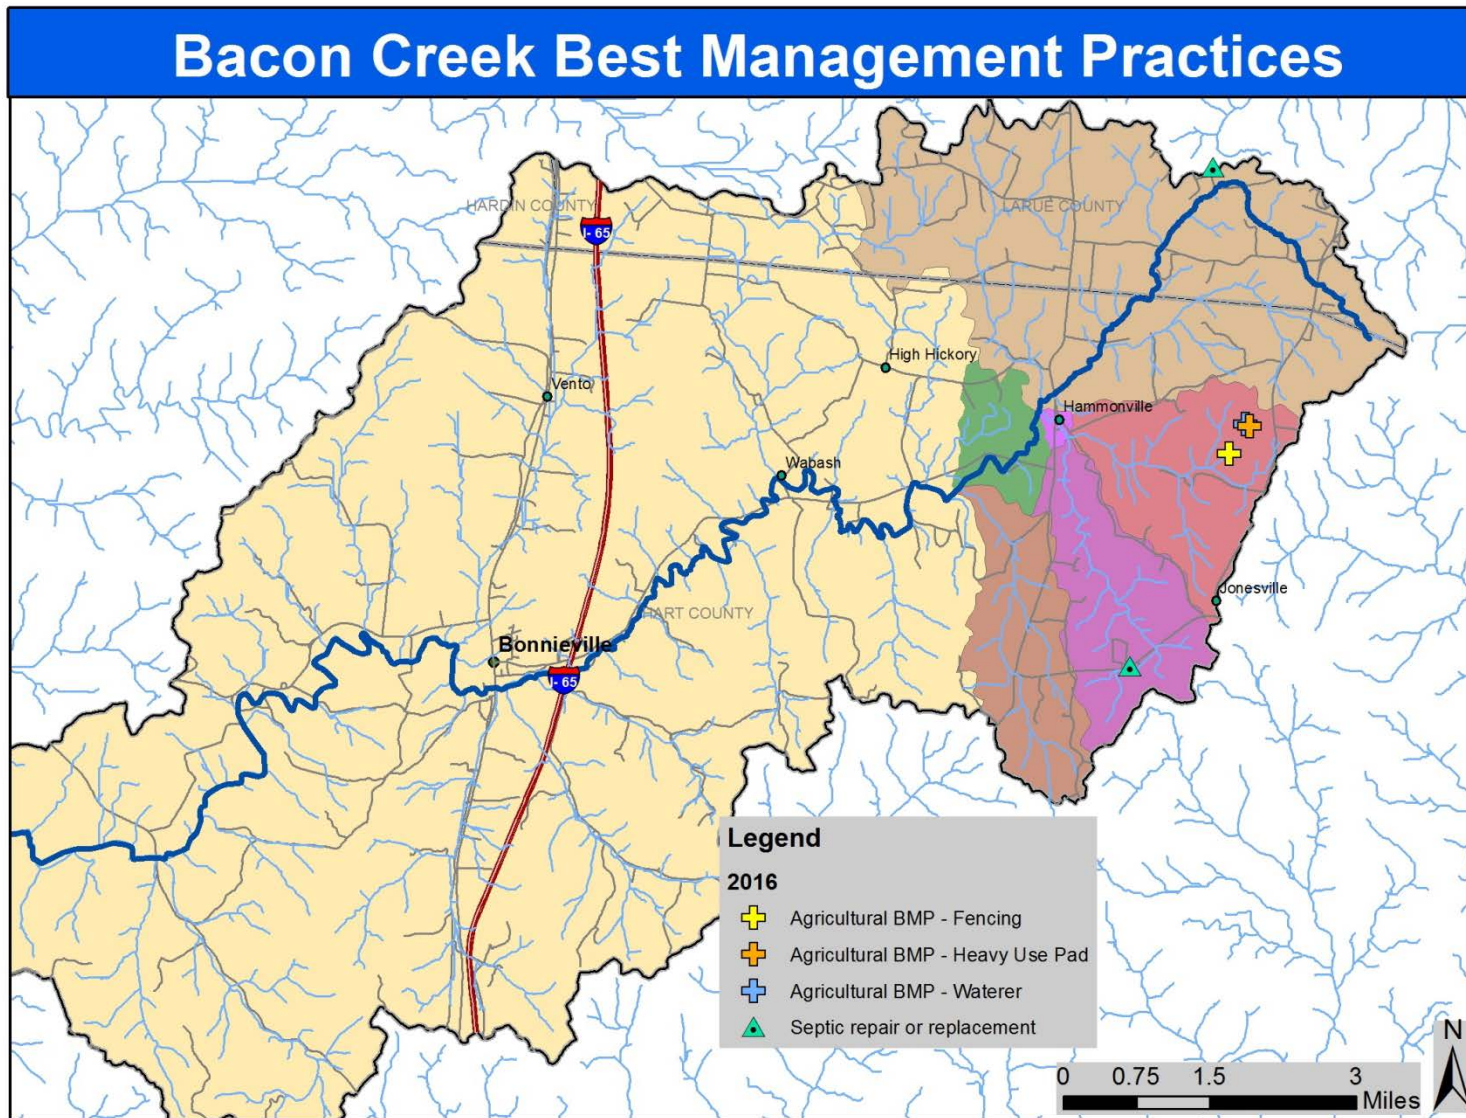 Bacon Creek Best Management Practices
HARDIN COUNTY
LARUE COUNTY
I- 65
High Hickory
Vento
Hammonville
Wabash
Jonesville
HART COUNTY
Bonnieville
I- 65
Legend
2016
Agricultural BMP - Fencing
Agricultural BMP - Heavy Use Pad
Agricultural BMP - Waterer
Septic repair or replacement
N
0 0.75 1.5 3
Miles